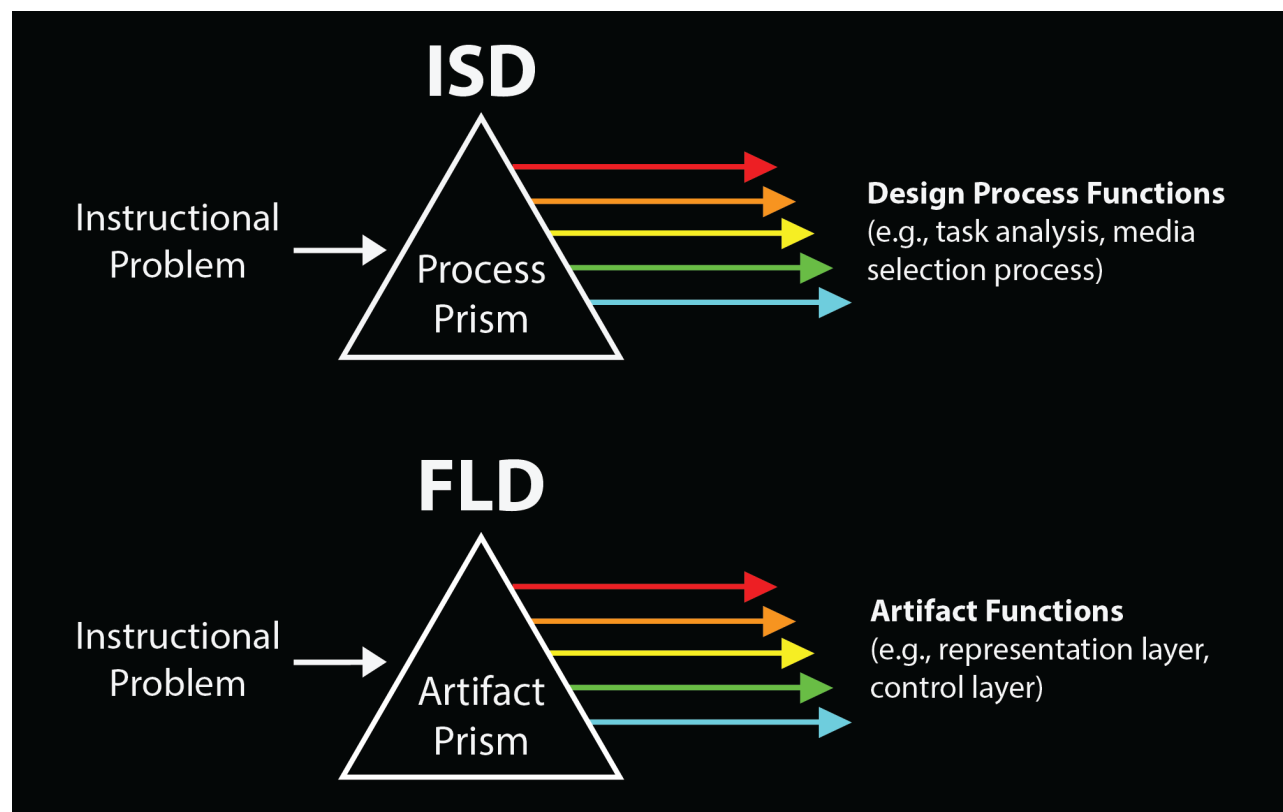 ISD
Instructional
Problem
Process
Prism
Design Process Functions
(e.g., task analysis, media
selection process)
FLD
Instructional
Problem
Artifact
Prism
Artifact Functions
(e.g., representation layer,
control layer)